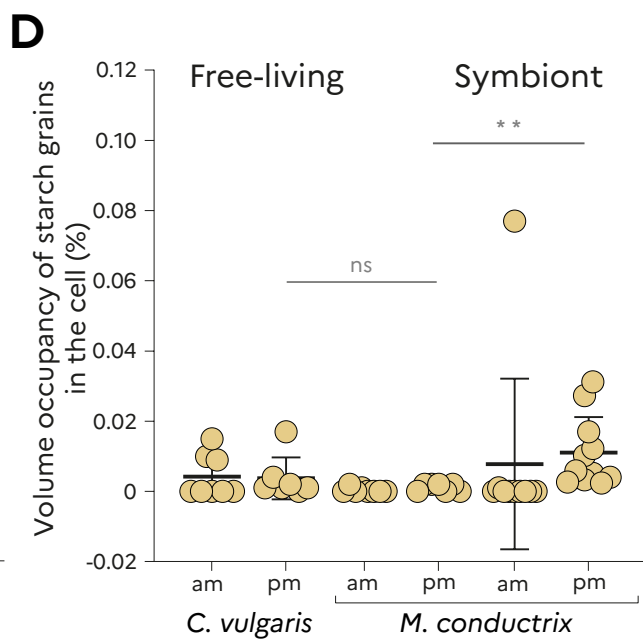 D
Free-living Symbiont
Volume occupancy of starch grains
in the cell (%)
0.12
0.10
0.08
0.06
0.04
0.02
0
-0.02
**
ns
am pm am pm am pm
C. vulgaris M. conductrix